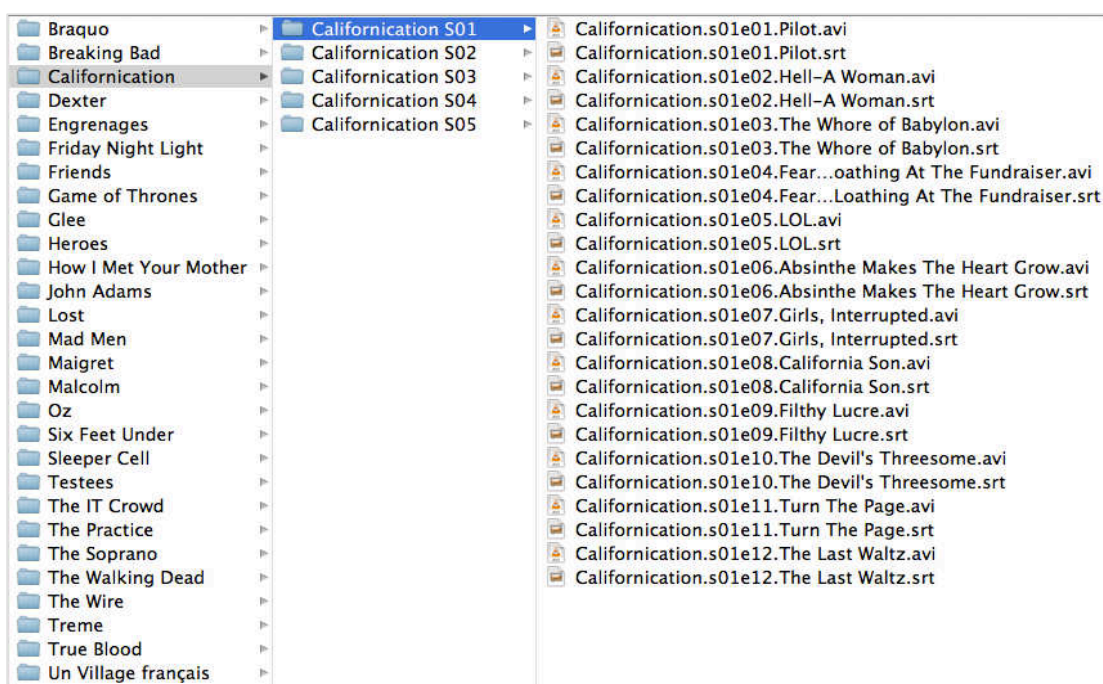 Braquo
Breaking Bad
Californication
Dexter
Engrenages
Friday Night Light
Friends
Game of Thrones
Glee
Heroes
How I Met Your Mother
John Adams
Lost
Mad Men
Maigret
Malcolm
Oz
Six Feet Under
Sleeper Cell
Testees
The IT Crowd
The Practice
The Soprano
The Walking Dead
The Wire
Treme
True Blood
Un Village français
Californication S01
Californication S02
Californication S03
Californication S04
Californication S05
Californication.s01e01.Pilot.avi
Californication.s01e01.Pilot.srt
Californication.s01e02.Hell-A Woman.avi
Californication.s01e02.Hell-A Woman.srt
Californication.s01e03.The Whore of Babylon.avi
Californication.s01e03.The Whore of Babylon.srt
Californication.s01e04.Fear...oathing At The Fundraiser.avi
Californication.s01e04.Fear...Loathing At The Fundraiser.srt
Californication.s01e05.LOL.avi
Californication.s01e05.LOL.srt
Californication.s01e06.Absinthe Makes The Heart Grow.avi
Californication.s01e06.Absinthe Makes The Heart Grow.srt
Californication.s01e07.Girls, Interrupted.avi
Californication.s01e07.Girls, Interrupted.srt
Californication.s01e08.California Son.avi
Californication.s01e08.California Son.srt
Californication.s01e09.Filthy Lucre.avi
Californication.s01e09.Filthy Lucre.srt
Californication.s01e10.The Devil's Threesome.avi
Californication.s01e10.The Devil's Threesome.srt
Californication.s01e11.Turn The Page.avi
Californication.s01e11.Turn The Page.srt
Californication.s01e12.The Last Waltz.avi
Californication.s01e12.The Last Waltz.srt